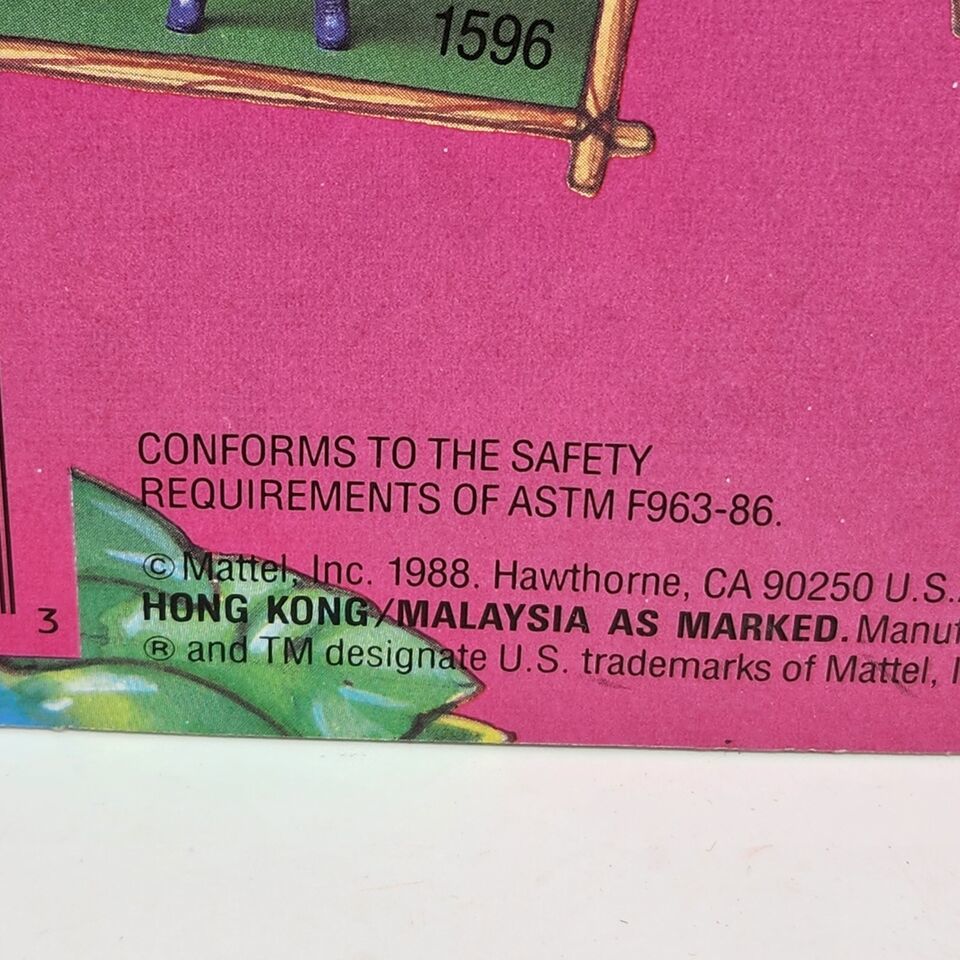 1596
CONFORMS TO THE SAFETY
REQUIREMENTS OF ASTM F963-86.
© Mattel, Inc. 1988. Hawthorne, CA 90250 U.S.
HONG KONG/MALAYSIA AS MARKED. Manuf
® and TM designate U.S. trademarks of Mattel, I
3